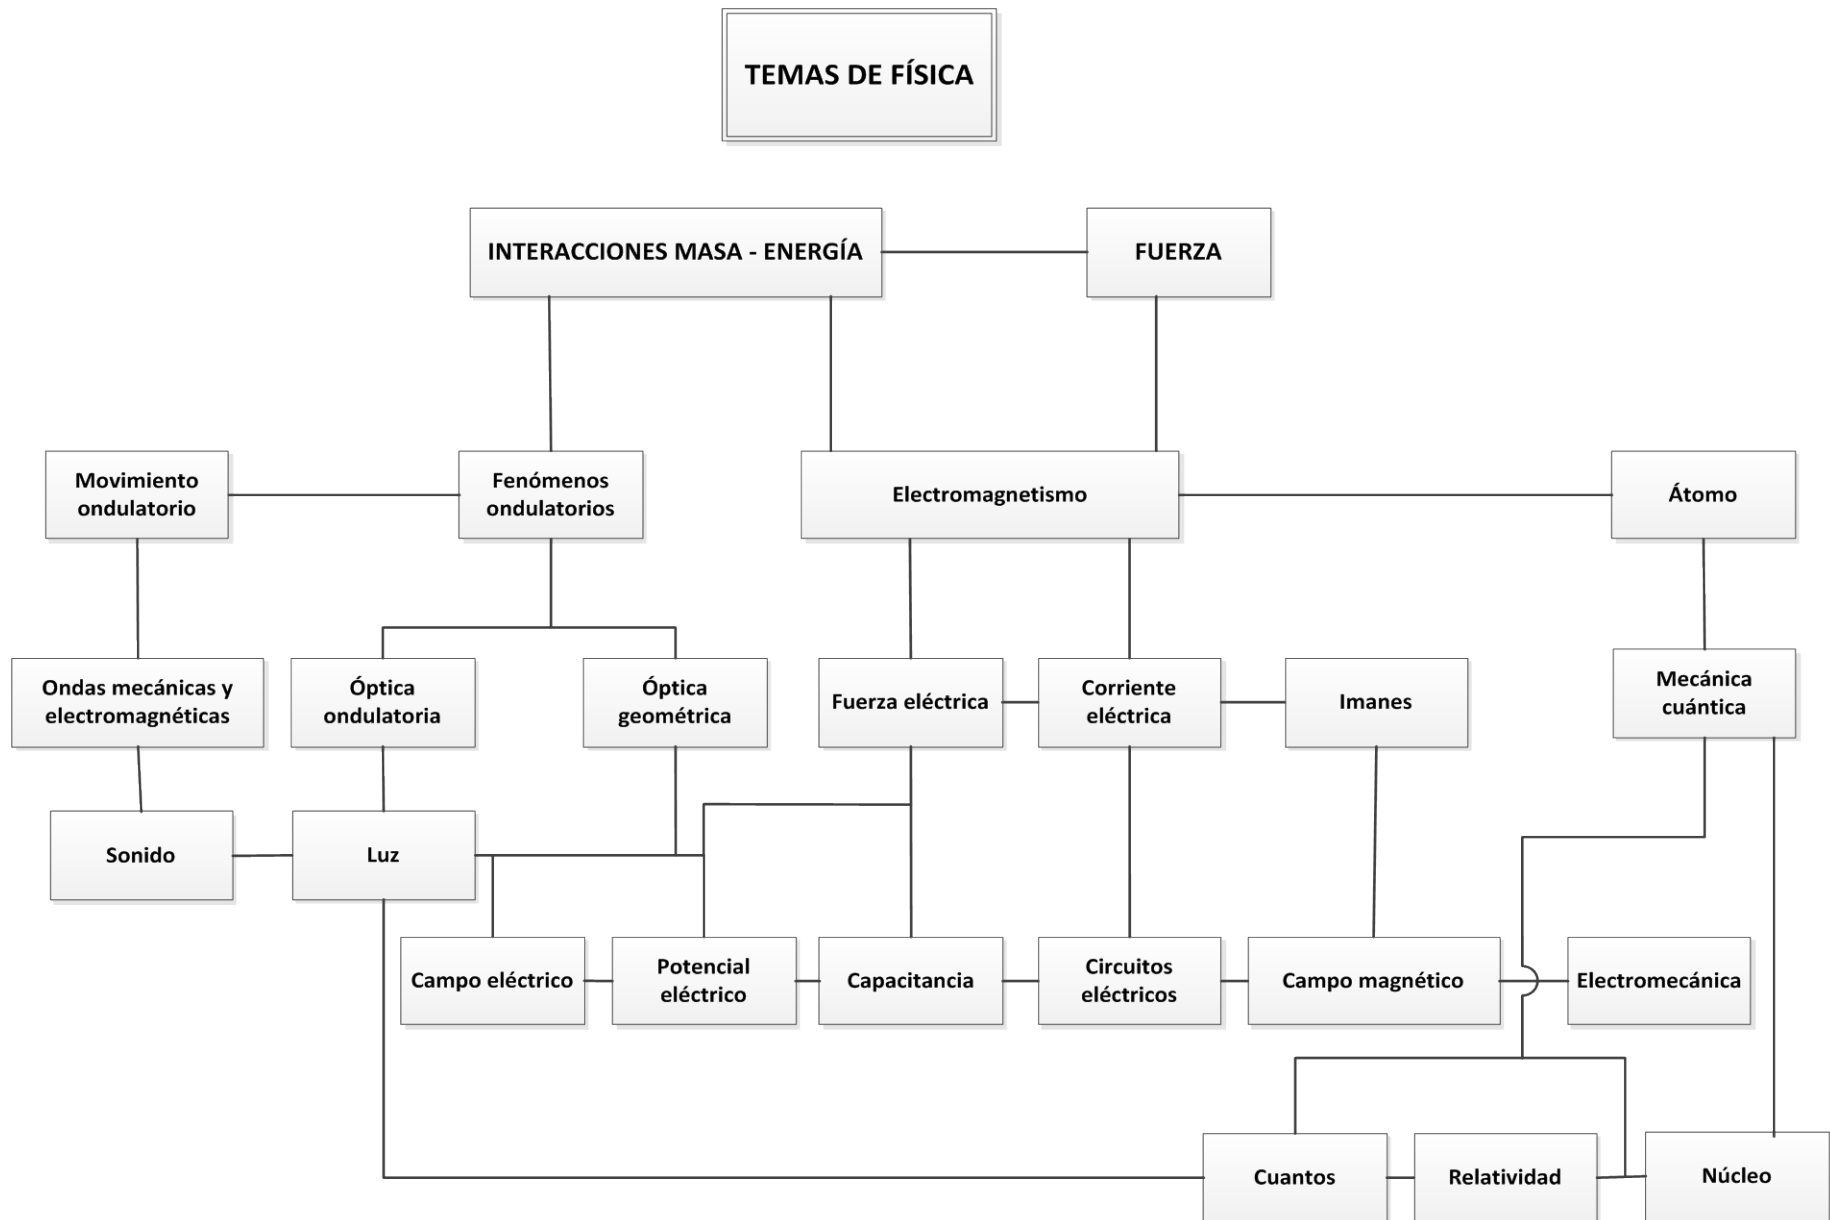 TEMAS DE FÍSICA
INTERACCIONES MASA - ENERGÍA
FUERZA
Movimiento
ondulatorio
Fenómenos
ondulatorios
Electromagnetismo
Átomo
Ondas mecánicas y
electromagnéticas
Óptica
ondulatoria
Óptica
geométrica
Fuerza eléctrica
Corriente
eléctrica
Imanes
Mecánica
cuántica
Sonido
Luz
Campo eléctrico
Potencial
eléctrico
Capacitancia
Circuitos
eléctricos
Campo magnético
Electromecánica
Cuantos
Relatividad
Núcleo